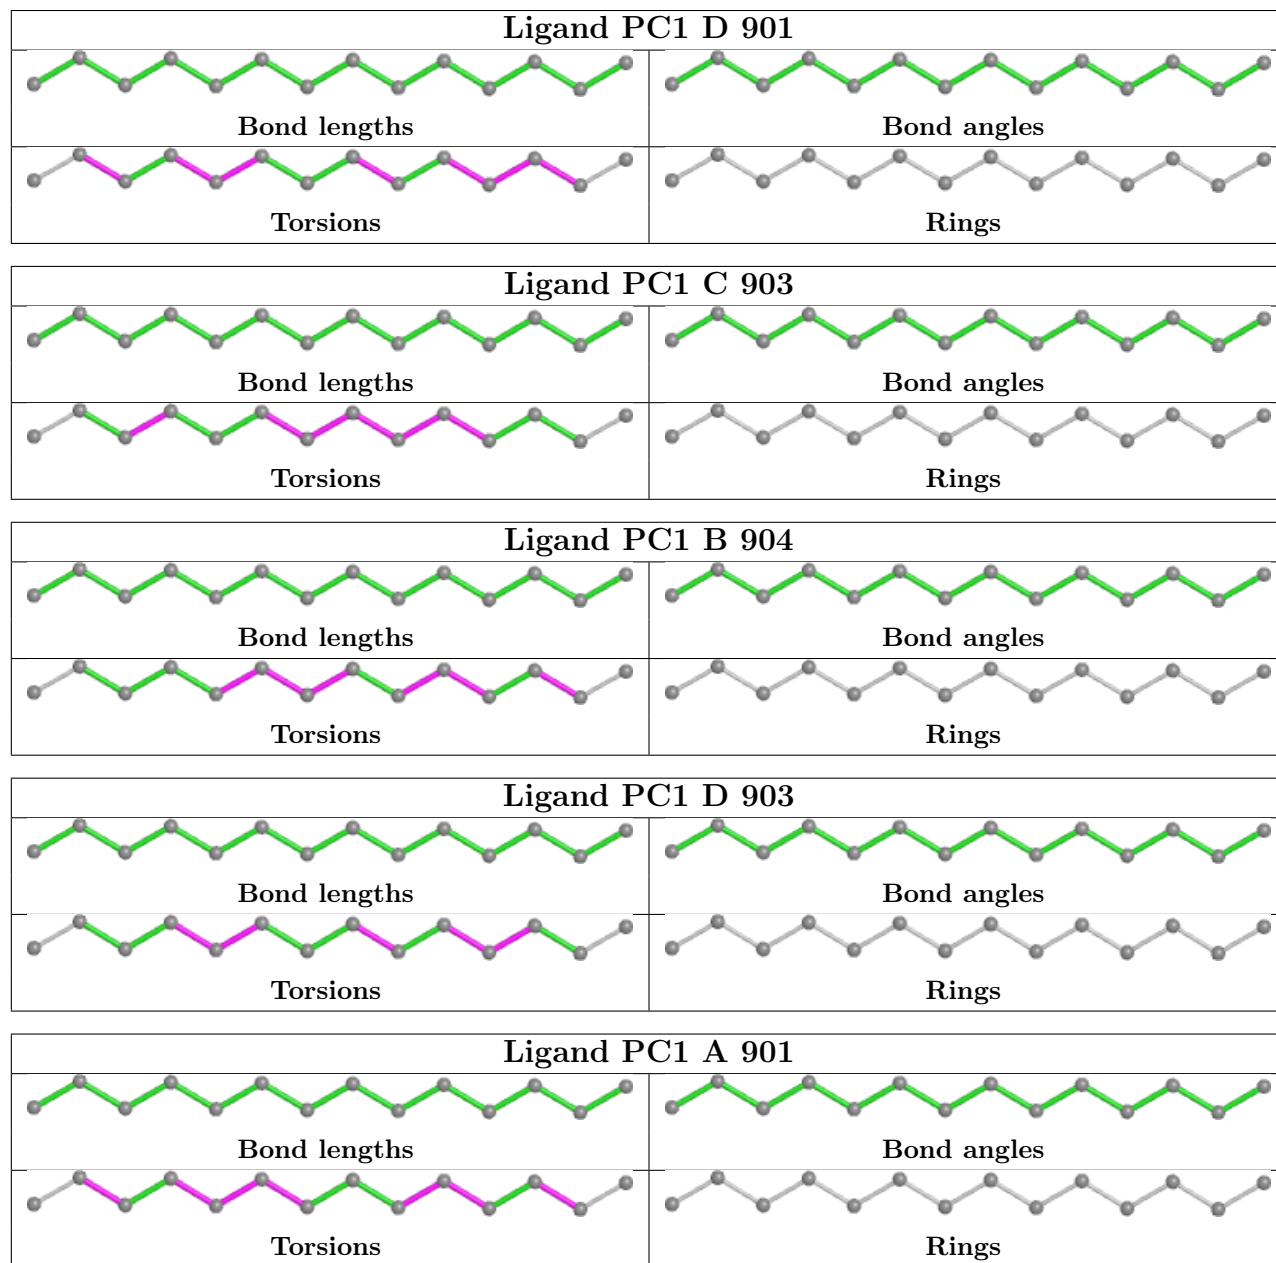 Ligand PC1 D 901
Bond lengths
Bond angles
Torsions
Rings
Ligand PC1 C 903
Bond lengths
Bond angles
Torsions
Rings
Ligand PC1 B 904
Bond lengths
Bond angles
Torsions
Rings
Ligand PC1 D 903
Bond lengths
Bond angles
Torsions
Rings
Ligand PC1 A 901
Bond lengths
Bond angles
Torsions
Rings